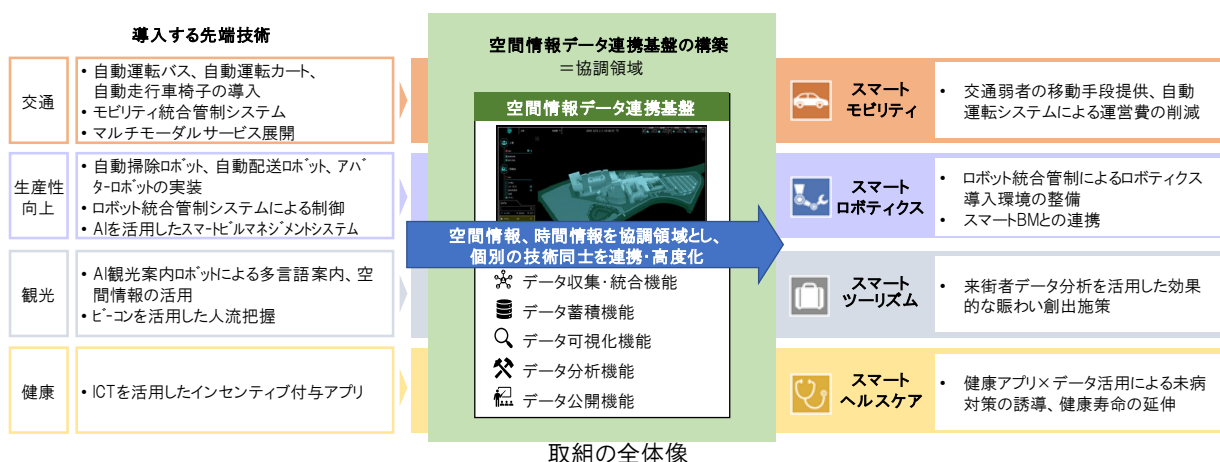 導入する先端技術
交通
• 自動運転バス、自動運転カート、
自動走行車椅子の導入
• モビリティ統合管制システム
• マルチモーダルサービス展開
生産性
向上
• 自動掃除ロボット、自動配送ロボット、アバ
ターロボットの実装
• ロボット統合管制システムによる制御
• AIを活用したスマートビルマネジメントシステム
観光
• AI観光案内ロボットによる多言語案内、空
間情報の活用
• ビーコンを活用した人流把握
健康
• ICTを活用したインセンティブ付与アプリ
空間情報データ連携基盤の構築
＝協調領域
空間情報データ連携基盤
空間情報、時間情報を協調領域とし、
個別の技術同士を連携・高度化
データ収集・統合機能
データ蓄積機能
データ可視化機能
データ分析機能
データ公開機能
スマート
モビリティ
• 交通弱者の移動手段提供、自動
運転システムによる運営費の削減
スマート
ロボティクス
• ロボット統合管制によるロボティクス
導入環境の整備
• スマートBMとの連携
スマート
ツーリズム
• 来街者データ分析を活用した効果
的な賑わい創出施策
スマート
ヘルスケア
• 健康アプリ×データ活用による未病
対策の誘導、健康寿命の延伸
取組の全体像